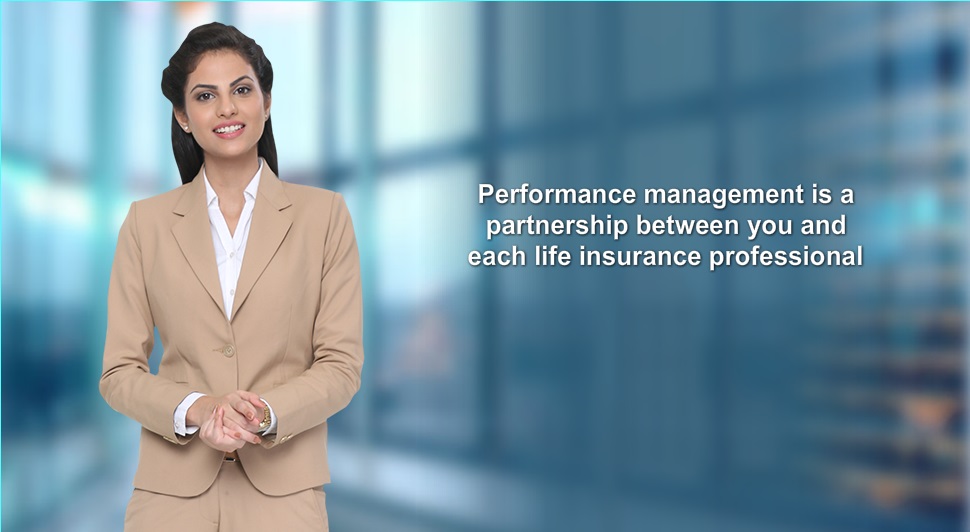 Performance management is a
partnership between you and
each life insurance professional